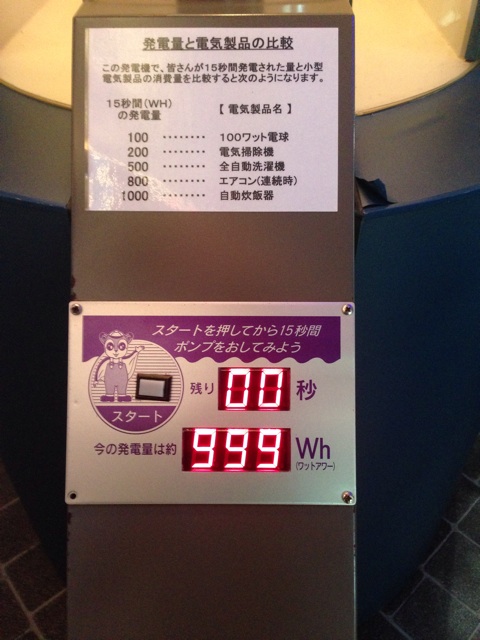 発電量と電気製品の比較
この発電機で、皆さんが15秒間発電された量と小型
電気製品の消費量を比較すると次のようになります。
15秒間(WH)
の発電量
【 電気製品名 】
100 ‥‥‥‥ 100ワット電球
200 ‥‥‥‥ 電気掃除機
500 ‥‥‥‥ 全自動洗濯機
800 ‥‥‥‥ エアコン(連続時)
1000 ‥‥‥‥ 自動炊飯器
スタートを押してから15秒間
ポンプをおしてみよう
スタート
残り 00 秒
今の発電量は約 999 Wh
(ワットアワー)